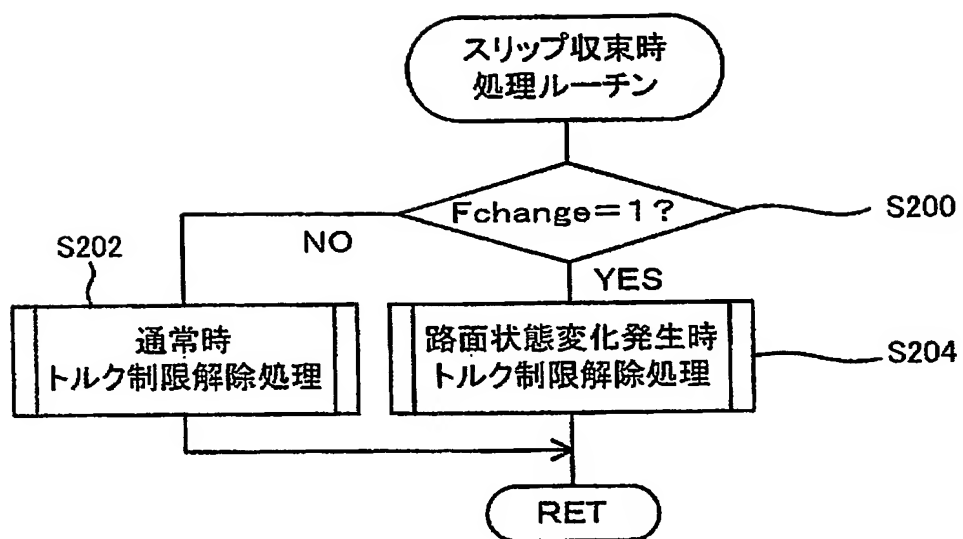 スリップ収束時
処理ルーチン
Fchange=1?
S200
NO
YES
S202
通常時
トルク制限解除処理
路面状態変化発生時
トルク制限解除処理
S204
RET